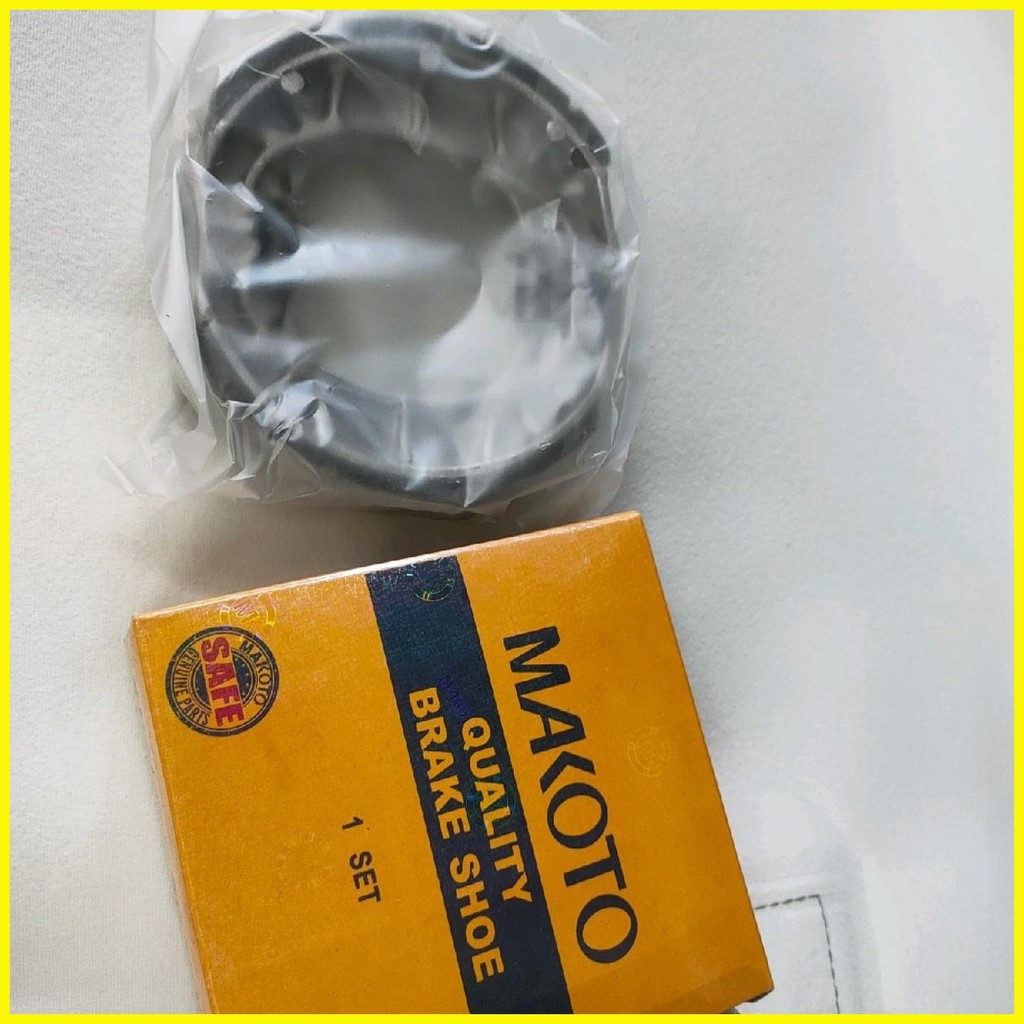 MAKOTO
QUALITY
BRAKE SHOE
1 SET
MAKOTO
SAFE
GENUINE PARTS